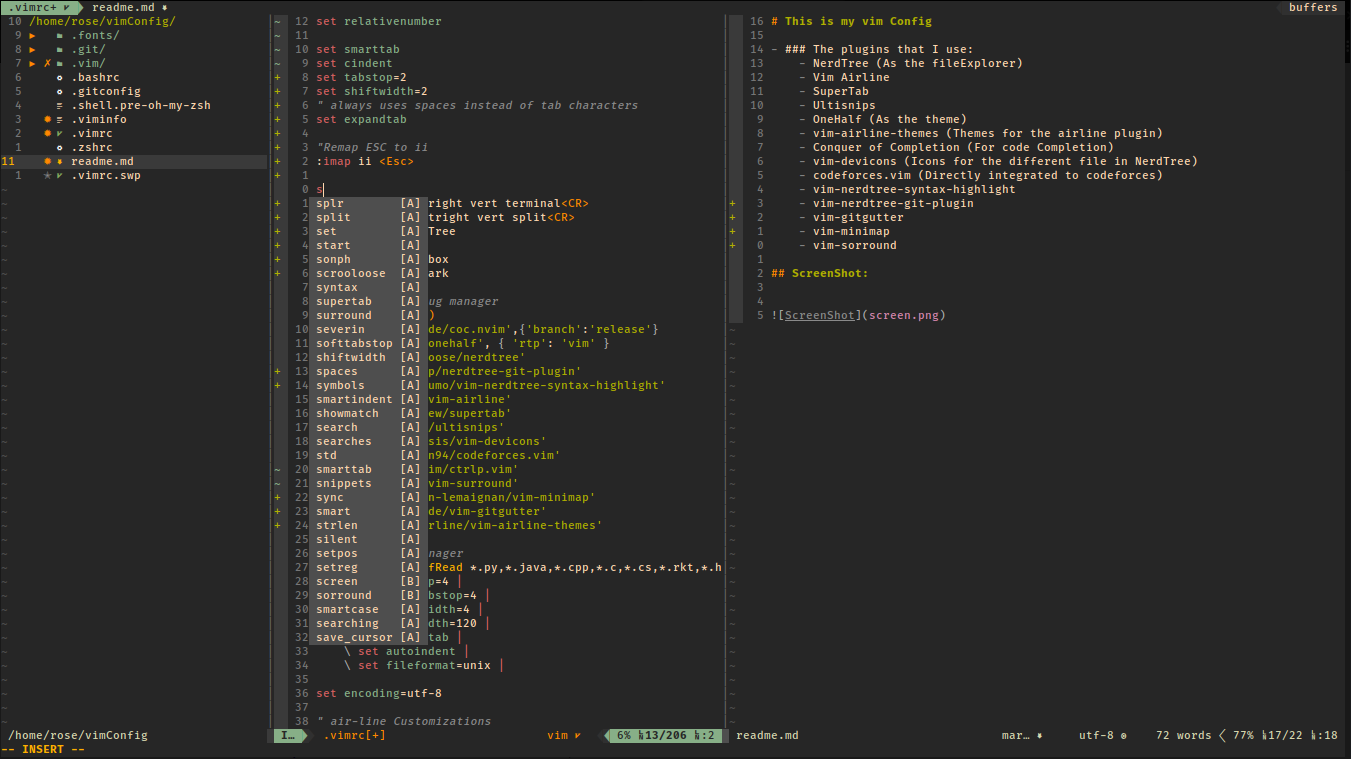 .vimrc+ readme.md buffers
10 /home/rose/vimConfig/
9 ▸ .fonts/
8 ▸ .git/
7 ▸ ✗ .vim/
6 .bashrc
5 .gitconfig
4 .shell.pre-oh-my-zsh
3 .viminfo
2 .vimrc
1 .zshrc
11 readme.md
1 .vimrc.swp
/home/rose/vimConfig
-- INSERT --
~ 12 set relativenumber
~ 11
~ 10 set smarttab
~ 9 set cindent
+ 8 set tabstop=2
+ 7 set shiftwidth=2
+ 6 " always uses spaces instead of tab characters
+ 5 set expandtab
+ 4
+ 3 "Remap ESC to ii
+ 2 :imap ii <Esc>
+ 1
0 s
+ 1 splr [A] right vert terminal<CR>
+ 2 split [A] tright vert split<CR>
+ 3 set [A] Tree
+ 4 start [A]
+ 5 sonph [A] box
+ 6 scrooloose [A] ark
7 syntax [A]
8 supertab [A] ug manager
9 surround [A] )
10 severin [A] de/coc.nvim',{'branch':'release'}
11 softtabstop [A] onehalf', { 'rtp': 'vim' }
12 shiftwidth [A] oose/nerdtree'
+ 13 spaces [A] p/nerdtree-git-plugin'
+ 14 symbols [A] umo/vim-nerdtree-syntax-highlight'
15 smartindent [A] vim-airline'
16 showmatch [A] ew/supertab'
17 search [A] /ultisnips'
18 searches [A] sis/vim-devicons'
19 std [A] n94/codeforces.vim'
~ 20 smarttab [A] im/ctrlp.vim'
~ 21 snippets [A] vim-surround'
+ 22 sync [A] n-lemaignan/vim-minimap'
+ 23 smart [A] de/vim-gitgutter'
+ 24 strlen [A] rline/vim-airline-themes'
25 silent [A]
26 setpos [A] nager
27 setreg [A] fRead *.py,*.java,*.cpp,*.c,*.cs,*.rkt,*.h
28 screen [B] p=4 |
29 sorround [B] bstop=4 |
30 smartcase [A] idth=4 |
31 searching [A] dth=120 |
32 save_cursor [A] tab |
33 \ set autoindent |
34 \ set fileformat=unix |
35
36 set encoding=utf-8
37
38 " air-line Customizations
I… .vimrc[+] vim 6% 13/206 :2
16 # This is my vim Config
15
14 - ### The plugins that I use:
13 - NerdTree (As the fileExplorer)
12 - Vim Airline
11 - SuperTab
10 - Ultisnips
9 - OneHalf (As the theme)
8 - vim-airline-themes (Themes for the airline plugin)
7 - Conquer of Completion (For code Completion)
6 - vim-devicons (Icons for the different file in NerdTree)
5 - codeforces.vim (Directly integrated to codeforces)
4 - vim-nerdtree-syntax-highlight
+ 3 - vim-nerdtree-git-plugin
+ 2 - vim-gitgutter
+ 1 - vim-minimap
+ 0 - vim-sorround
1
2 ## ScreenShot:
3
4
5 ![ScreenShot](screen.png)
readme.md mar… utf-8 72 words 77% 17/22 :18